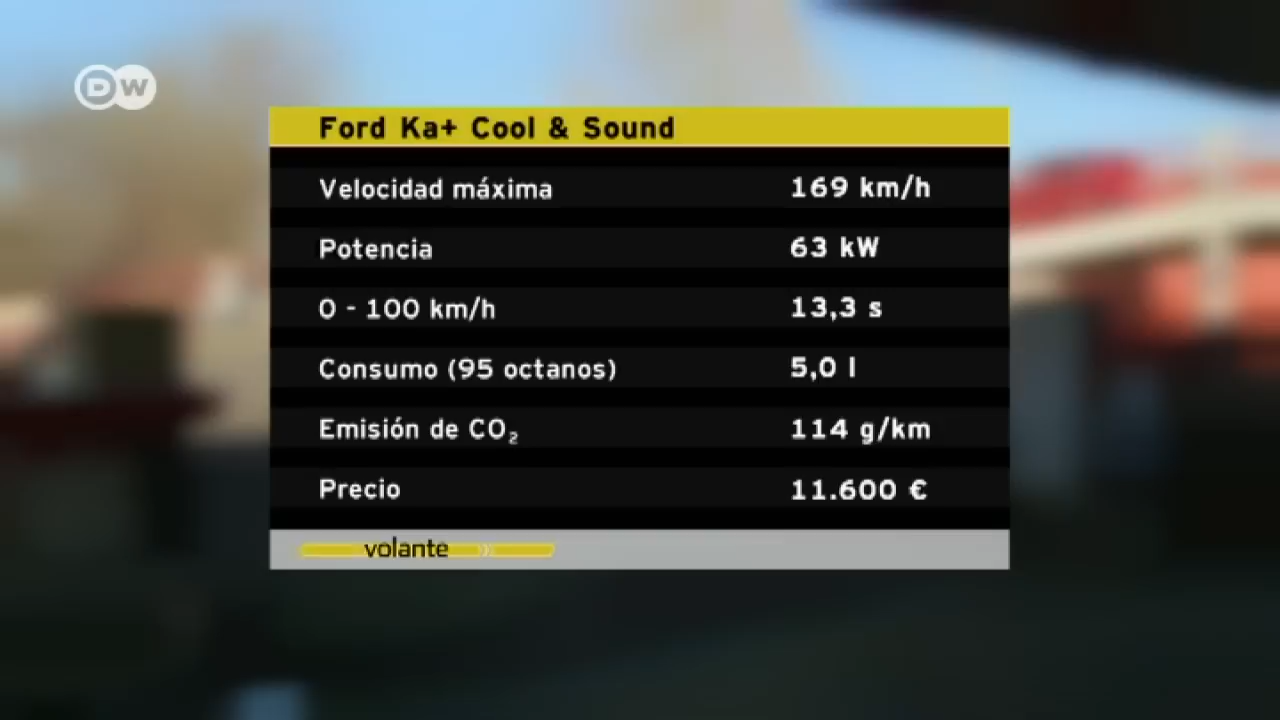 DW
Ford Ka+ Cool & Sound
Velocidad máxima 169 km/h
Potencia 63 kW
0 - 100 km/h 13,3 s
Consumo (95 octanos) 5,0 l
Emisión de CO₂ 114 g/km
Precio 11.600 €
volante